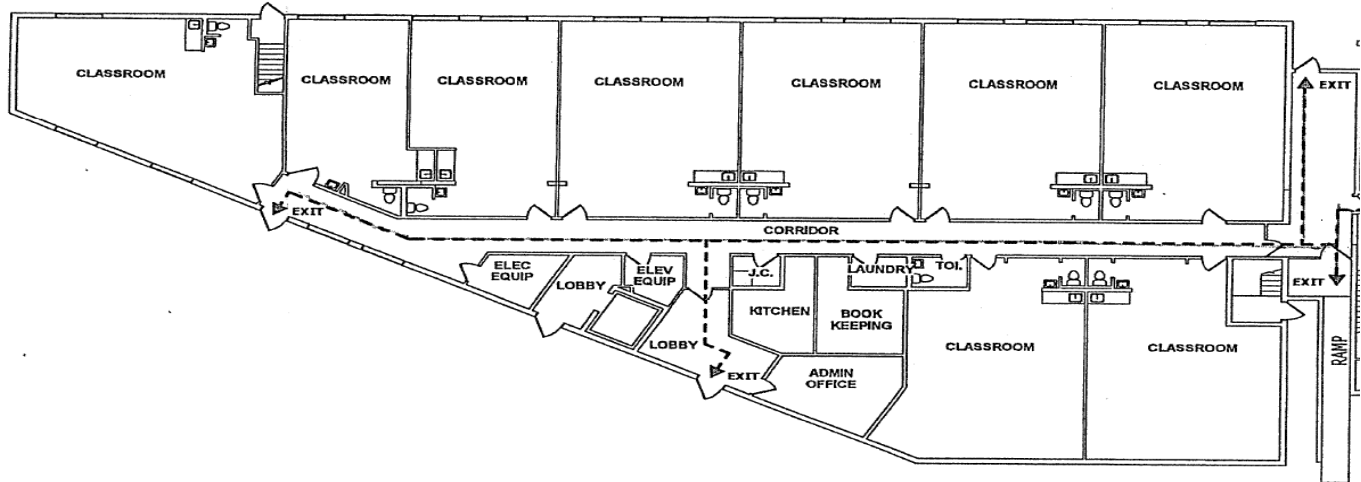 CLASSROOM
CLASSROOM
CLASSROOM
CLASSROOM
CLASSROOM
CLASSROOM
CLASSROOM
EXIT
EXIT
CORRIDOR
ELEC
EQUIP
LOBBY
ELEV
EQUIP
J.C.
LAUNDRY
TOI.
EXIT
KITCHEN
BOOK
KEEPING
LOBBY
CLASSROOM
CLASSROOM
RAMP
EXIT
ADMIN
OFFICE